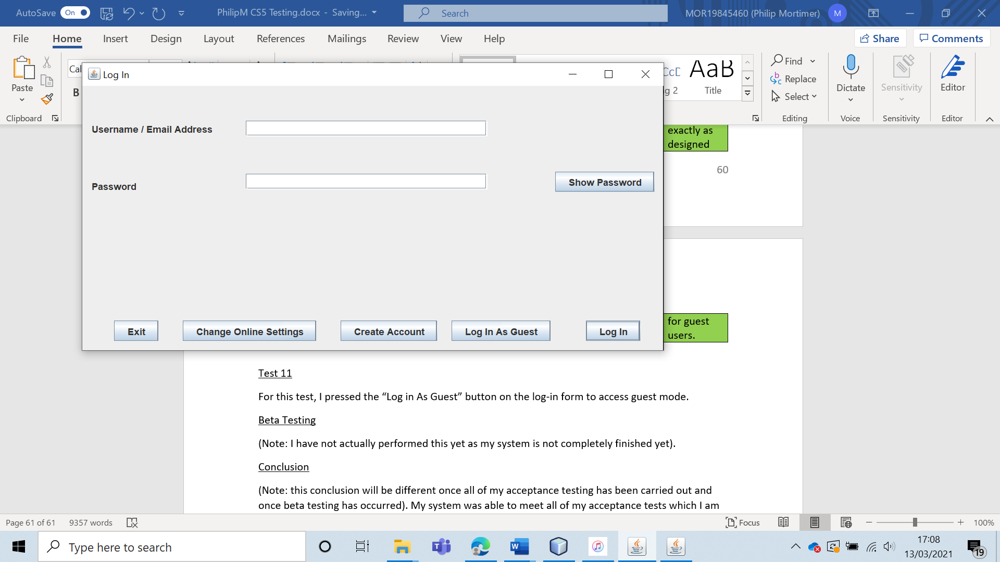 AutoSave On PhilipM CS5 Testing.docx - Saving... Search MOR19845460 (Philip Mortimer) M
File Home Insert Design Layout References Mailings Review View Help Share Comments
Paste
Clipboard
Cal
B
g 2
AaB
Title
Find
Replace
Select
Editing
Dictate
Voice
Sensitivity
Sensitivity
Editor
Editor
Log In
Username / Email Address
Password
Show Password
Exit
Change Online Settings
Create Account
Log In As Guest
Log In
exactly as
designed
60
for guest
users.
Test 11
For this test, I pressed the “Log in As Guest” button on the log-in form to access guest mode.
Beta Testing
(Note: I have not actually performed this yet as my system is not completely finished yet).
Conclusion
(Note: this conclusion will be different once all of my acceptance testing has been carried out and
once beta testing has occurred). My system was able to meet all of my acceptance tests which I am
Page 61 of 61 9357 words Focus 100%
Type here to search
17:08
13/03/2021
19